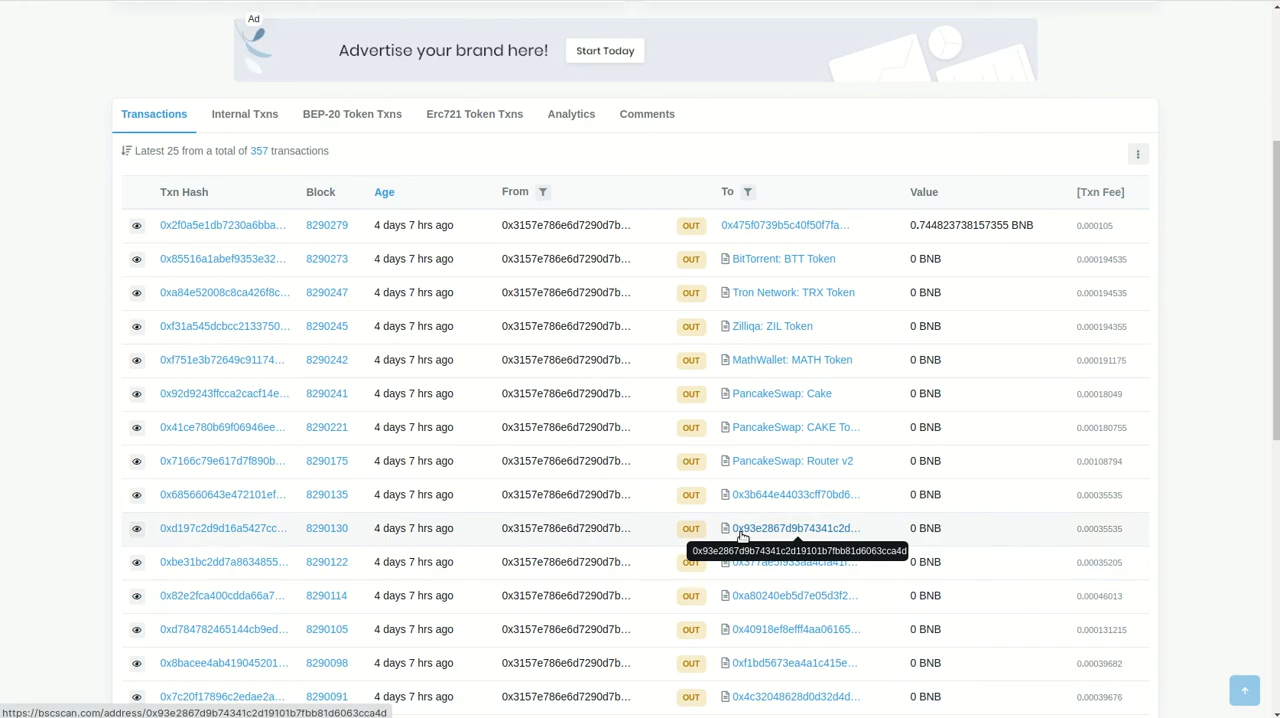 Ad
Advertise your brand here! Start Today
Transactions Internal Txns BEP-20 Token Txns Erc721 Token Txns Analytics Comments
Latest 25 from a total of 357 transactions
Txn Hash Block Age From To Value [Txn Fee]
0x2f0a5e1db7230a6bba... 8290279 4 days 7 hrs ago 0x3157e786e6d7290d7b... OUT 0x475f0739b5c40f50f7fa... 0.744823738157355 BNB 0.000105
0x85516a1abef9353e32... 8290273 4 days 7 hrs ago 0x3157e786e6d7290d7b... OUT BitTorrent: BTT Token 0 BNB 0.000194535
0xa84e52008c8ca426f8c... 8290247 4 days 7 hrs ago 0x3157e786e6d7290d7b... OUT Tron Network: TRX Token 0 BNB 0.000194535
0xf31a545dcbcc2133750... 8290245 4 days 7 hrs ago 0x3157e786e6d7290d7b... OUT Zilliqa: ZIL Token 0 BNB 0.000194355
0xf751e3b72649c91174... 8290242 4 days 7 hrs ago 0x3157e786e6d7290d7b... OUT MathWallet: MATH Token 0 BNB 0.000191175
0x92d9243ffcca2cacf14e... 8290241 4 days 7 hrs ago 0x3157e786e6d7290d7b... OUT PancakeSwap: Cake 0 BNB 0.00018049
0x41ce780b69f06946ee... 8290221 4 days 7 hrs ago 0x3157e786e6d7290d7b... OUT PancakeSwap: CAKE To... 0 BNB 0.000180755
0x7166c79e617d7f890b... 8290175 4 days 7 hrs ago 0x3157e786e6d7290d7b... OUT PancakeSwap: Router v2 0 BNB 0.00108794
0x685660643e472101ef... 8290135 4 days 7 hrs ago 0x3157e786e6d7290d7b... OUT 0x3b644e44033cff70bd6... 0 BNB 0.00035535
0xd197c2d9d16a5427cc... 8290130 4 days 7 hrs ago 0x3157e786e6d7290d7b... OUT 0x93e2867d9b74341c2d... 0 BNB 0.00035535
0x93e2867d9b74341c2d19101b7fbb81d6063cca4d
0xbe31bc2dd7a8634855... 8290122 4 days 7 hrs ago 0x3157e786e6d7290d7b... OUT 0 BNB 0.00035205
0x82e2fca400cdda66a7... 8290114 4 days 7 hrs ago 0x3157e786e6d7290d7b... OUT 0xa80240eb5d7e05d3f2... 0 BNB 0.00046013
0xd784782465144cb9ed... 8290105 4 days 7 hrs ago 0x3157e786e6d7290d7b... OUT 0x40918ef8efff4aa06165... 0 BNB 0.000131215
0x8bacee4ab419045201... 8290098 4 days 7 hrs ago 0x3157e786e6d7290d7b... OUT 0xf1bd5673ea4a1c415e... 0 BNB 0.00039682
0x7c20f17896c2edae2a... 8290091 4 days 7 hrs ago 0x3157e786e6d7290d7b... OUT 0x4c32048628d0d32d4d... 0 BNB 0.00039676
https://bscscan.com/address/0x93e2867d9b74341c2d19101b7fbb81d6063cca4d